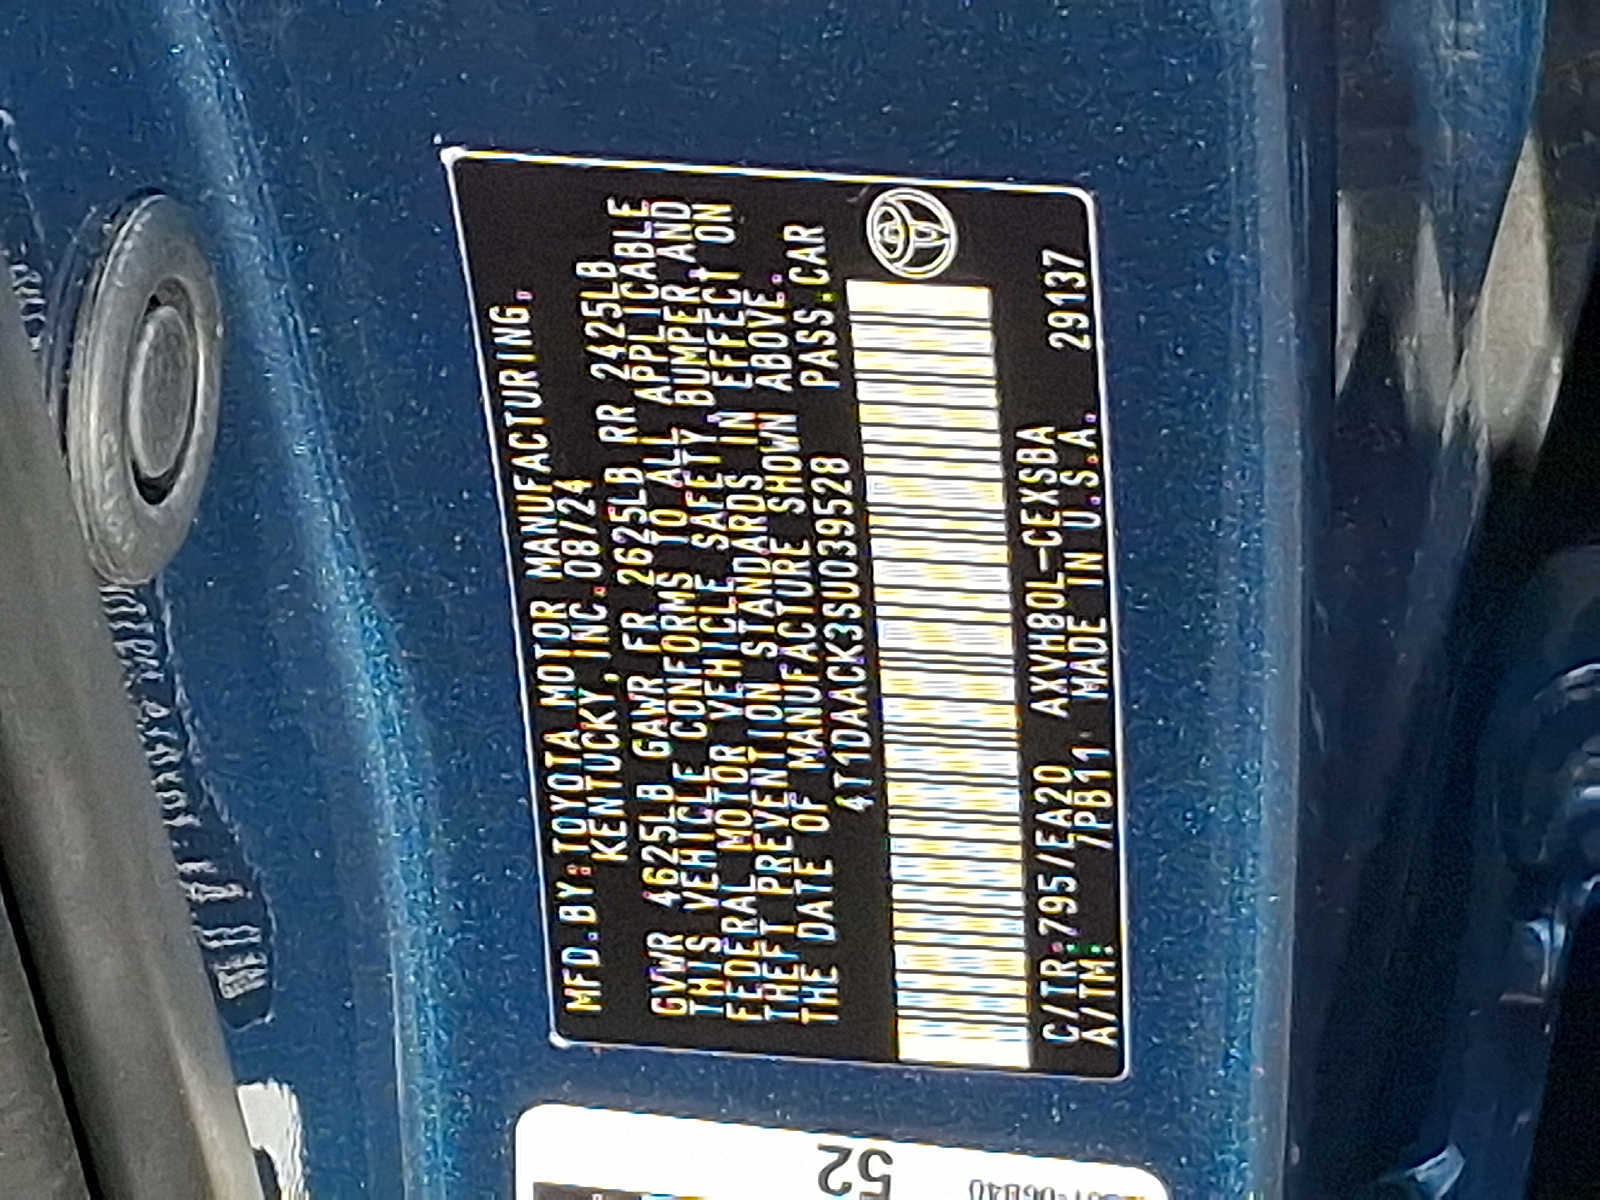 MFD.BY:TOYOTA MOTOR MANUFACTURING,
KENTUCKY, INC. 08/24
GVWR 4625LB GAWR FR 2625LB RR 2425LB
THIS VEHICLE CONFORMS TO ALL APPLICABLE
FEDERAL MOTOR VEHICLE SAFETY,BUMPER,AND
THEFT PREVENTION STANDARDS IN EFFECT ON
THE DATE OF MANUFACTURE SHOWN ABOVE.
4T1DAACK3SU039528 PASS.CAR
C/TR:795/EA20 AXVH80L-CEXSBA 29137
A/TM: /PB11 MADE IN U.S.A.
52